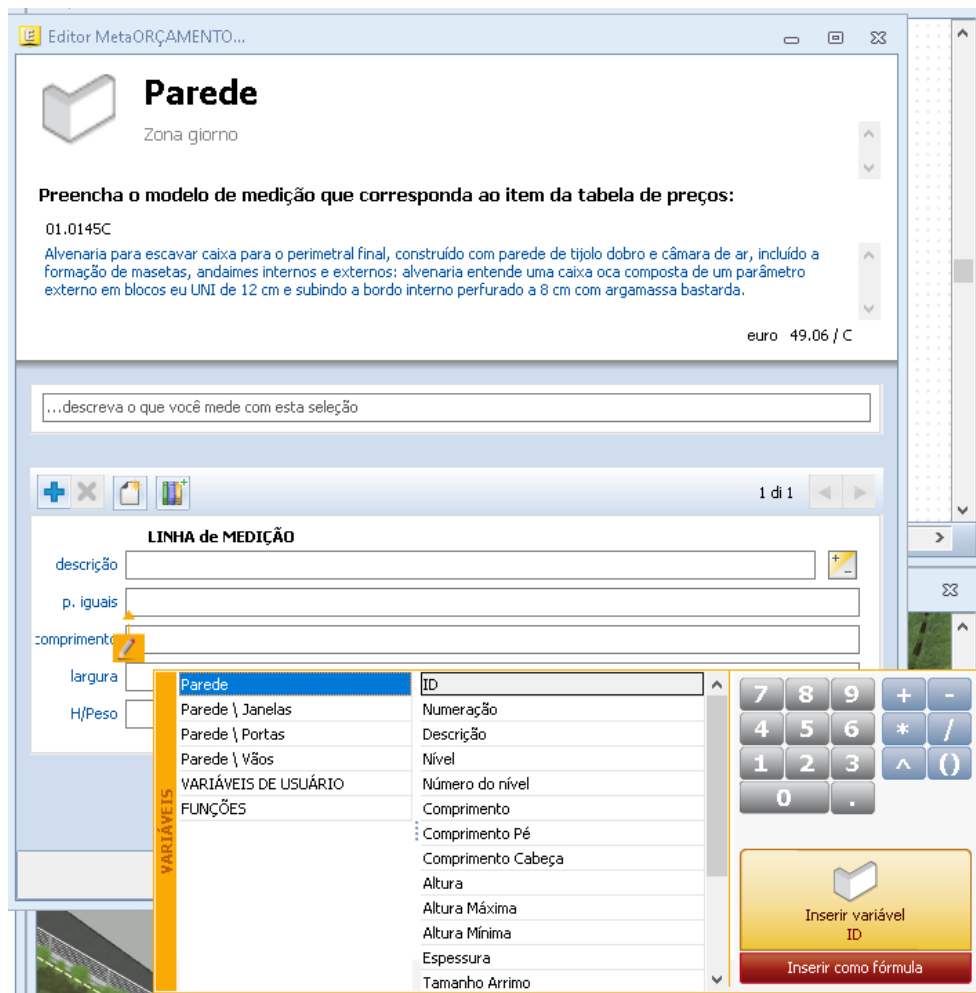 Editor MetaORÇAMENTO...
Parede
Zona giorno
Preencha o modelo de medição que corresponda ao item da tabela de preços:
01.0145C
Alvenaria para escavar caixa para o perimetral final, construído com parede de tijolo dobro e câmara de ar, incluído a
formação de masetas, andaimes internos e externos: alvenaria entende uma caixa oca composta de um parâmetro
externo em blocos eu UNI de 12 cm e subindo a bordo interno perfurado a 8 cm com argamassa bastarda.
euro 49.06 / C
...descreva o que você mede com esta seleção
1 di 1
LINHA de MEDIÇÃO
descrição
p. iguais
comprimento
largura
H/Peso
VARIÁVEIS
Parede
Parede \ Janelas
Parede \ Portas
Parede \ Vãos
VARIÁVEIS DE USUÁRIO
FUNÇÕES
ID
Numeração
Descrição
Nível
Número do nível
Comprimento
Comprimento Pé
Comprimento Cabeça
Altura
Altura Máxima
Altura Mínima
Espessura
Tamanho Arrimo
7 8 9 + -
4 5 6 * /
1 2 3 ^ ()
0 .
Inserir variável
ID
Inserir como fórmula